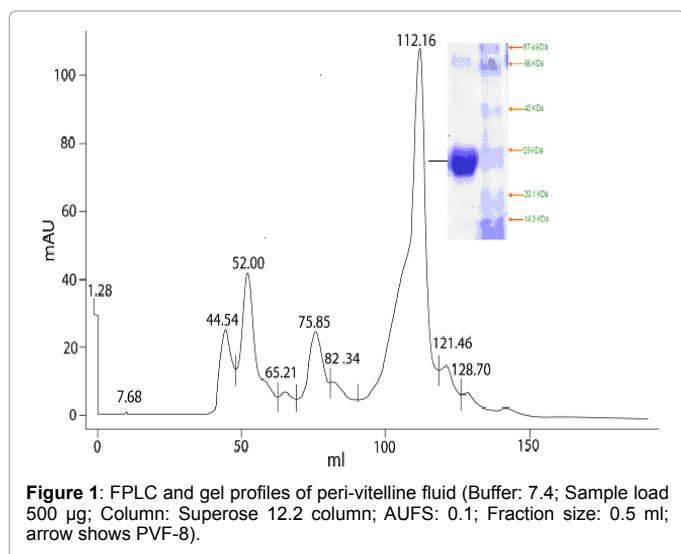 112.16
97.4 kDa
66 kDa
43 kDa
29 kDa
20.1 kDa
14.3 kDa
100
80
60
40
20
0
mAU
1.28
7.68
44.54
52.00
65.21
75.85
82 .34
121.46
128.70
0
50
100
150
ml
Figure 1: FPLC and gel profiles of peri-vitelline fluid (Buffer: 7.4; Sample load
500 µg; Column: Superose 12.2 column; AUFS: 0.1; Fraction size: 0.5 ml;
arrow shows PVF-8).